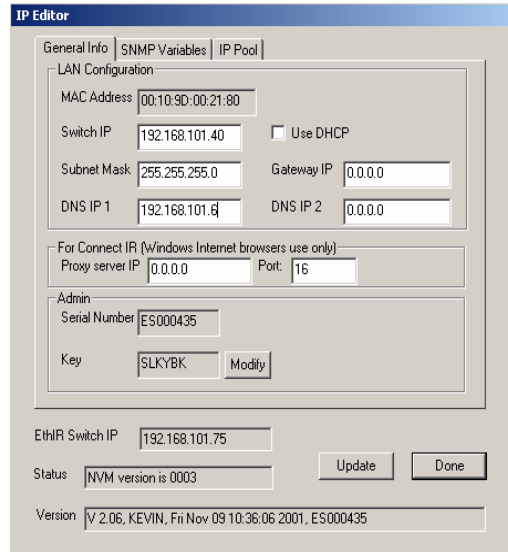 IP Editor
General Info SNMP Variables IP Pool
LAN Configuration
MAC Address 00:10:9D:00:21:80
Switch IP 192.168.101.40 Use DHCP
Subnet Mask 255.255.255.0 Gateway IP 0.0.0.0
DNS IP 1 192.168.101.6 DNS IP 2 0.0.0.0
For Connect IR (Windows Internet browsers use only)
Proxy server IP 0.0.0.0 Port: 16
Admin
Serial Number ES000435
Key SLKYBK Modify
EthIR Switch IP 192.168.101.75
Status NVM version is 0003 Update Done
Version V 2.06, KEVIN, Fri Nov 09 10:36:06 2001, ES000435